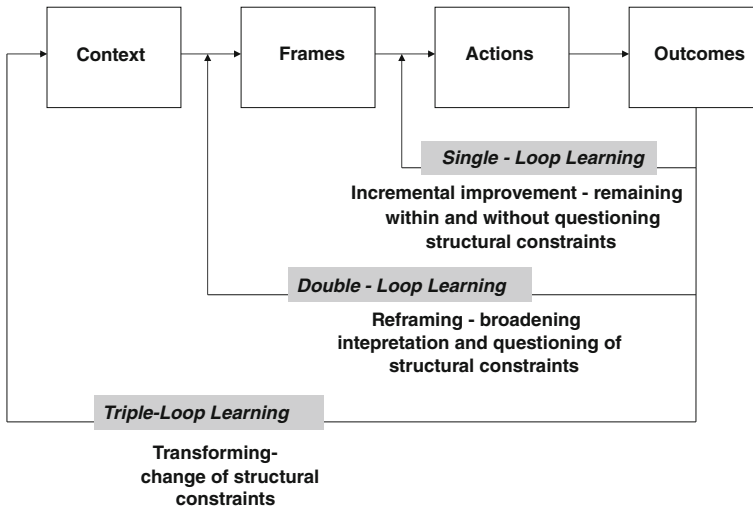 Context
Frames
Actions
Outcomes
Single - Loop Learning
Incremental improvement - remaining
within and without questioning
structural constraints
Double - Loop Learning
Reframing - broadening
intepretation and questioning of
structural constraints
Triple-Loop Learning
Transforming-
change of structural
constraints